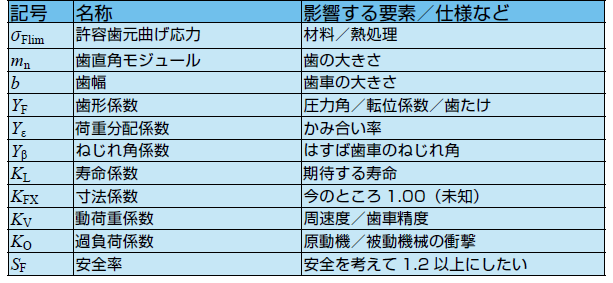 記号 名称 影響する要素／仕様など
σFlim 許容歯元曲げ応力 材料／熱処理
mn 歯直角モジュール 歯の大きさ
b 歯幅 歯車の大きさ
YF 歯形係数 圧力角／転位係数／歯たけ
Yε 荷重分配係数 かみ合い率
Yβ ねじれ角係数 はすば歯車のねじれ角
KL 寿命係数 期待する寿命
KFX 寸法係数 今のところ 1.00（未知）
KV 動荷重係数 周速度／歯車精度
KO 過負荷係数 原動機／被動機械の衝撃
SF 安全率 安全を考えて 1.2 以上にしたい